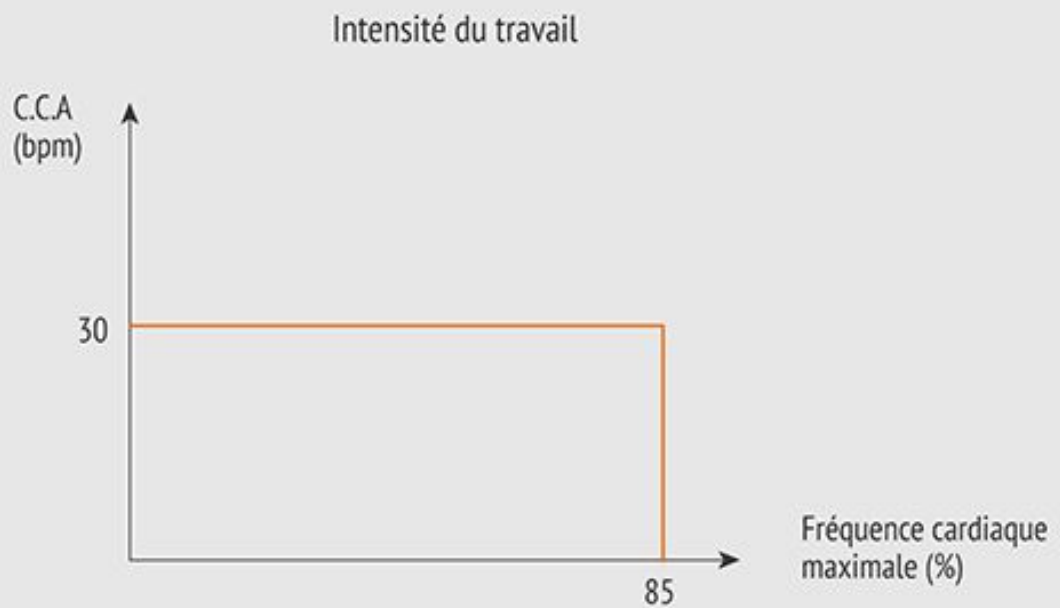 Intensité du travail
C.C.A
(bpm)
30
85
Fréquence cardiaque
maximale (%)